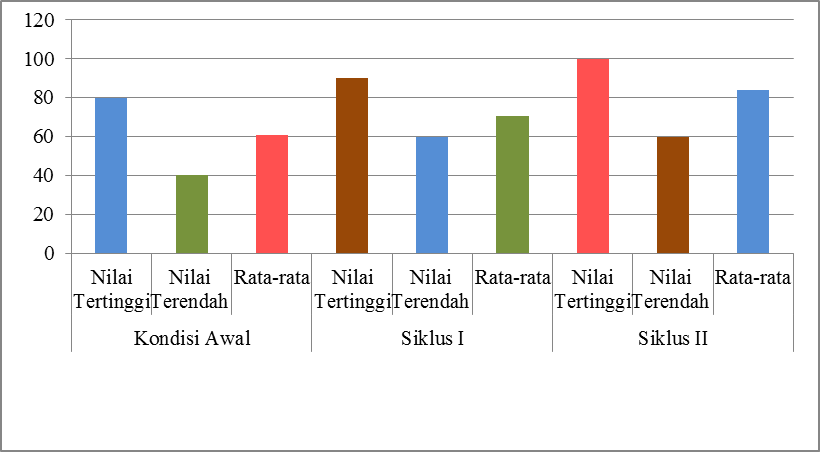 120
100
80
60
40
20
0
Nilai Tertinggi
Nilai Terendah
Rata-rata
Nilai Tertinggi
Nilai Terendah
Rata-rata
Nilai Tertinggi
Nilai Terendah
Rata-rata
Kondisi Awal
Siklus I
Siklus II